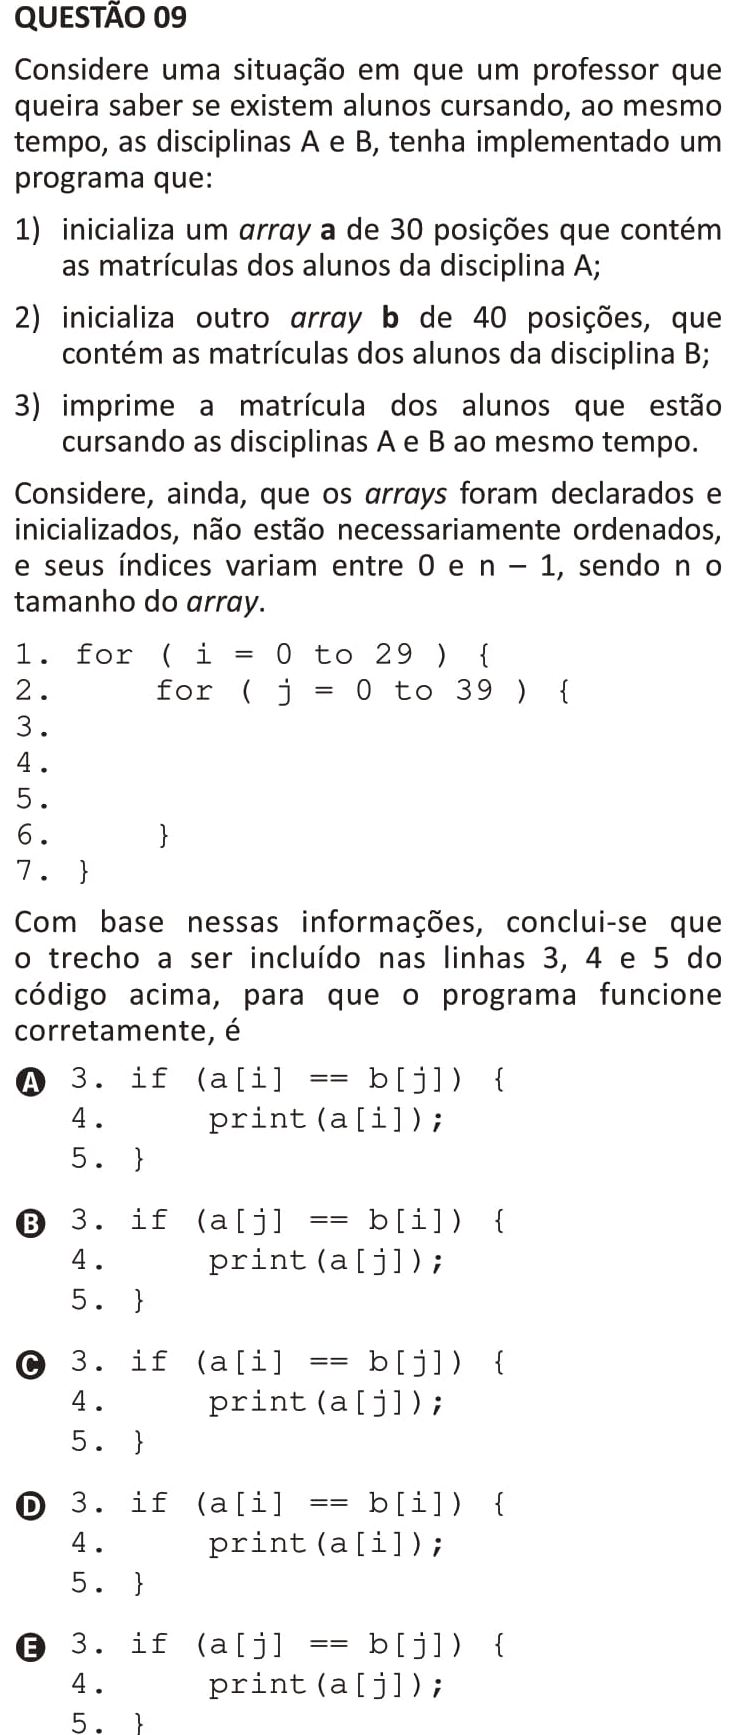 QUESTÃO 09
Considere uma situação em que um professor que
queira saber se existem alunos cursando, ao mesmo
tempo, as disciplinas A e B, tenha implementado um
programa que:
1) inicializa um array a de 30 posições que contém
as matrículas dos alunos da disciplina A;
2) inicializa outro array b de 40 posições, que
contém as matrículas dos alunos da disciplina B;
3) imprime a matrícula dos alunos que estão
cursando as disciplinas A e B ao mesmo tempo.
Considere, ainda, que os arrays foram declarados e
inicializados, não estão necessariamente ordenados,
e seus índices variam entre 0 e n – 1, sendo n o
tamanho do array.
1. for ( i = 0 to 29 ) {
2. for ( j = 0 to 39 ) {
3.
4.
5.
6. }
7. }
Com base nessas informações, conclui-se que
o trecho a ser incluído nas linhas 3, 4 e 5 do
código acima, para que o programa funcione
corretamente, é
A 3. if (a[i] == b[j]) {
4. print(a[i]);
5. }
B 3. if (a[j] == b[i]) {
4. print(a[j]);
5. }
C 3. if (a[i] == b[j]) {
4. print(a[j]);
5. }
D 3. if (a[i] == b[i]) {
4. print(a[i]);
5. }
E 3. if (a[j] == b[j]) {
4. print(a[j]);
5. }